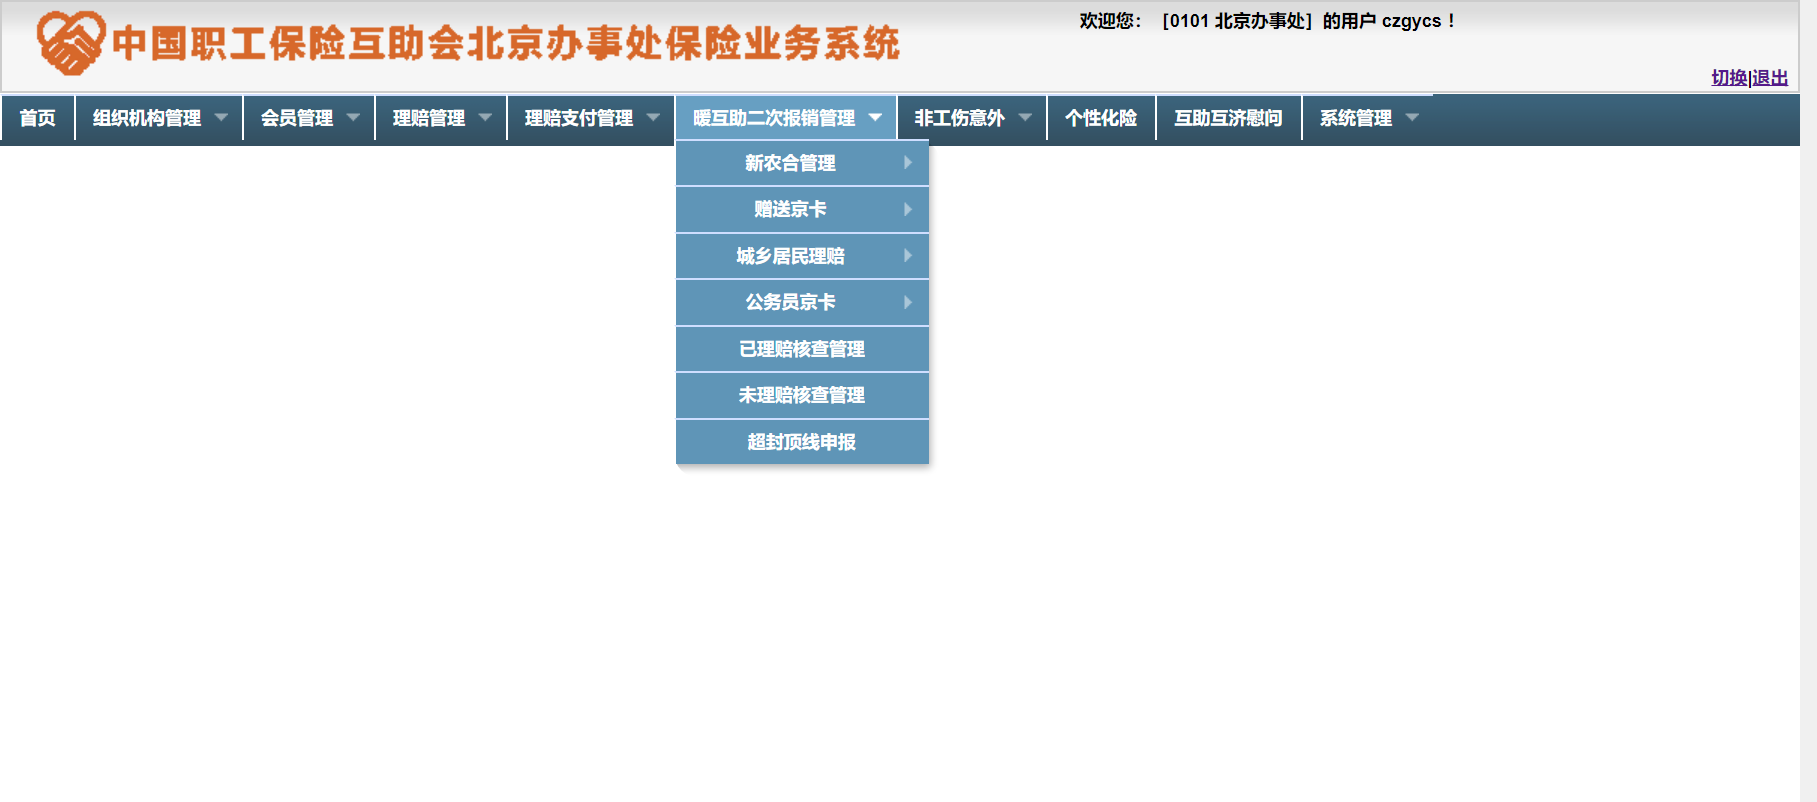 中国职工保险互助会北京办事处保险业务系统
欢迎您：［0101 北京办事处］的用户 czgycs！
切换|退出
首页 组织机构管理 会员管理 理赔管理 理赔支付管理 暖互助二次报销管理 非工伤意外 个性化险 互助互济慰问 系统管理
新农合管理
赠送京卡
城乡居民理赔
公务员京卡
已理赔核查管理
未理赔核查管理
超封顶线申报